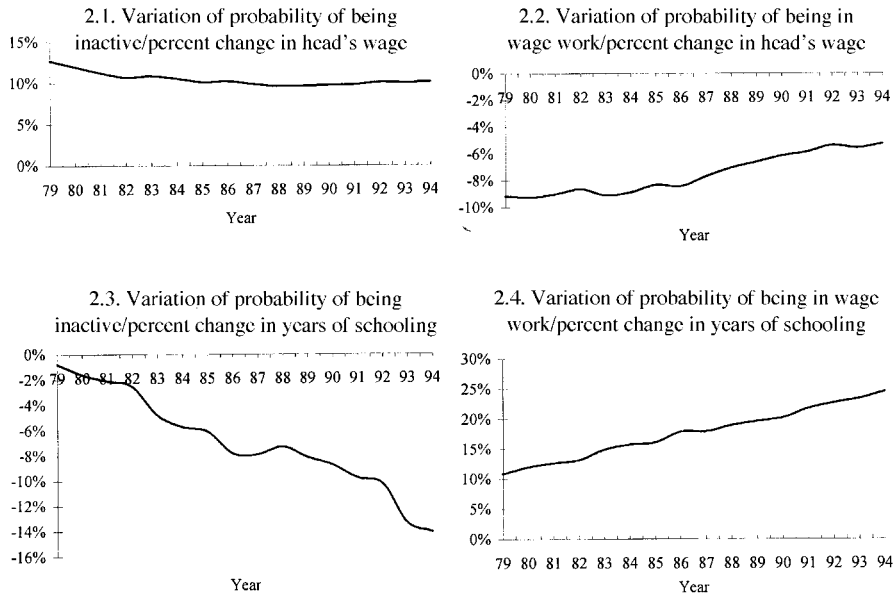 2.1. Variation of probability of being
inactive/percent change in head's wage
15%
10%
5%
0%
79 80 81 82 83 84 85 86 87 88 89 90 91 92 93 94
Year
2.2. Variation of probability of being in
wage work/percent change in head's wage
0%
79 80 81 82 83 84 85 86 87 88 89 90 91 92 93 94
-2%
-4%
-6%
-8%
-10%
Year
2.3. Variation of probability of being
inactive/percent change in years of schooling
0%
-2%
79 80 81 82 83 84 85 86 87 88 89 90 91 92 93 94
-4%
-6%
-8%
-10%
-12%
-14%
-16%
Year
2.4. Variation of probability of being in wage
work/percent change in years of schooling
30%
25%
20%
15%
10%
5%
0%
79 80 81 82 83 84 85 86 87 88 89 90 91 92 93 94
Year